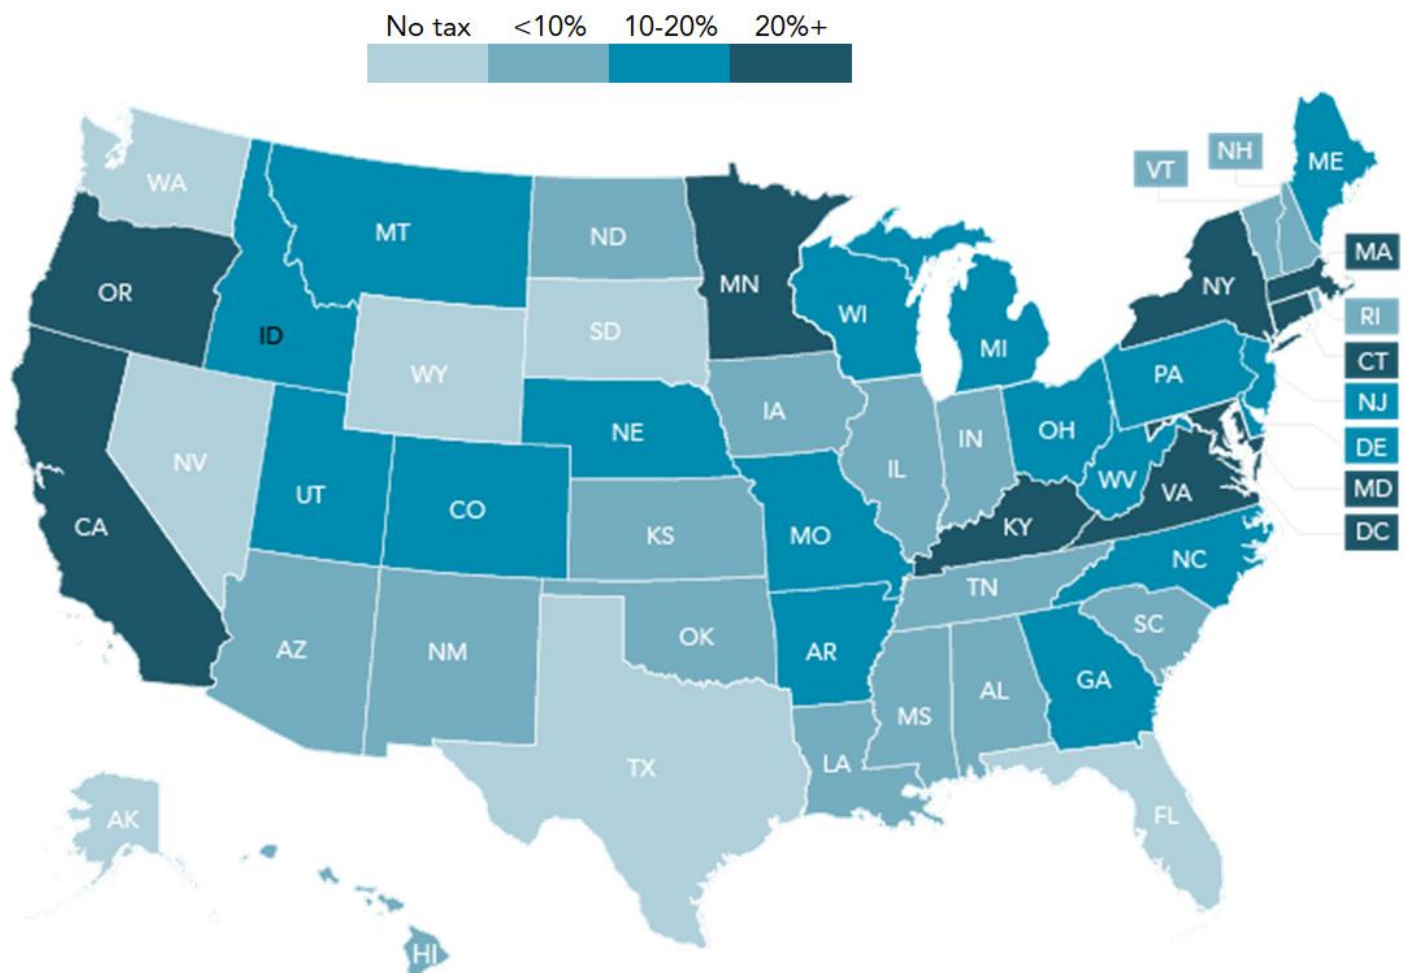 No tax <10% 10-20% 20%+
NH
VT
ME
WA
MT
ND
MN
MA
OR
NY
WI
RI
ID
SD
MI
CT
WY
PA
NJ
IA
NE
OH
IN
DE
NV
IL
WV
UT
MD
VA
CO
CA
KY
DC
KS
MO
NC
TN
SC
OK
AZ
NM
AR
GA
AL
MS
LA
TX
FL
AK
HI